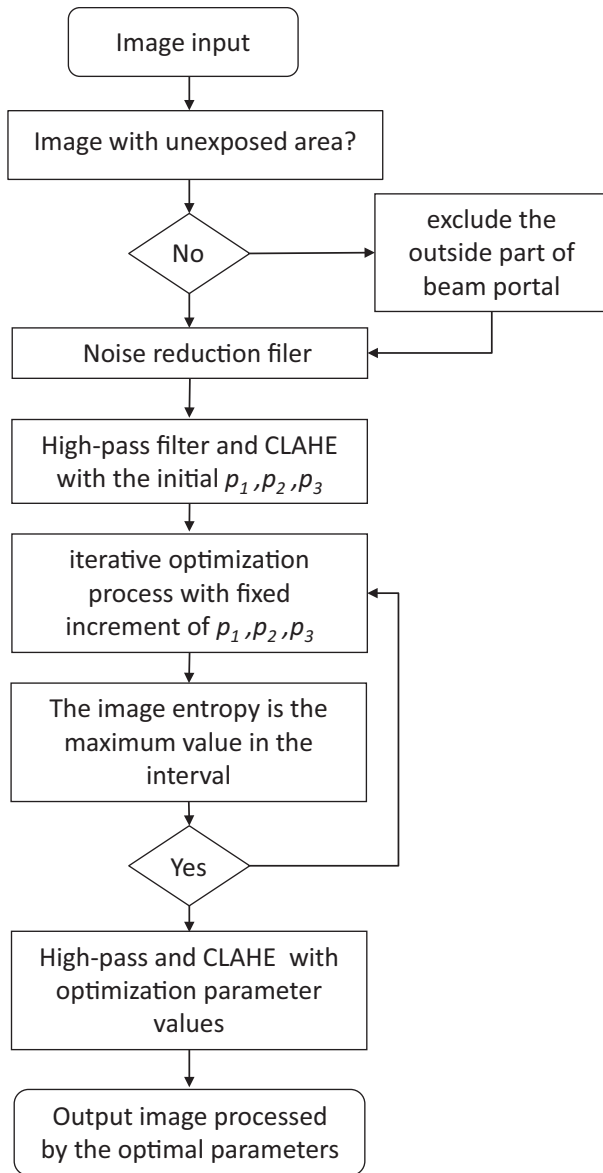 Image input
Image with unexposed area?
No
exclude the
outside part of
beam portal
Noise reduction filer
High-pass filter and CLAHE
with the initial p₁ ,p₂ ,p₃
iterative optimization
process with fixed
increment of p₁ ,p₂ ,p₃
The image entropy is the
maximum value in the
interval
Yes
High-pass and CLAHE with
optimization parameter
values
Output image processed
by the optimal parameters